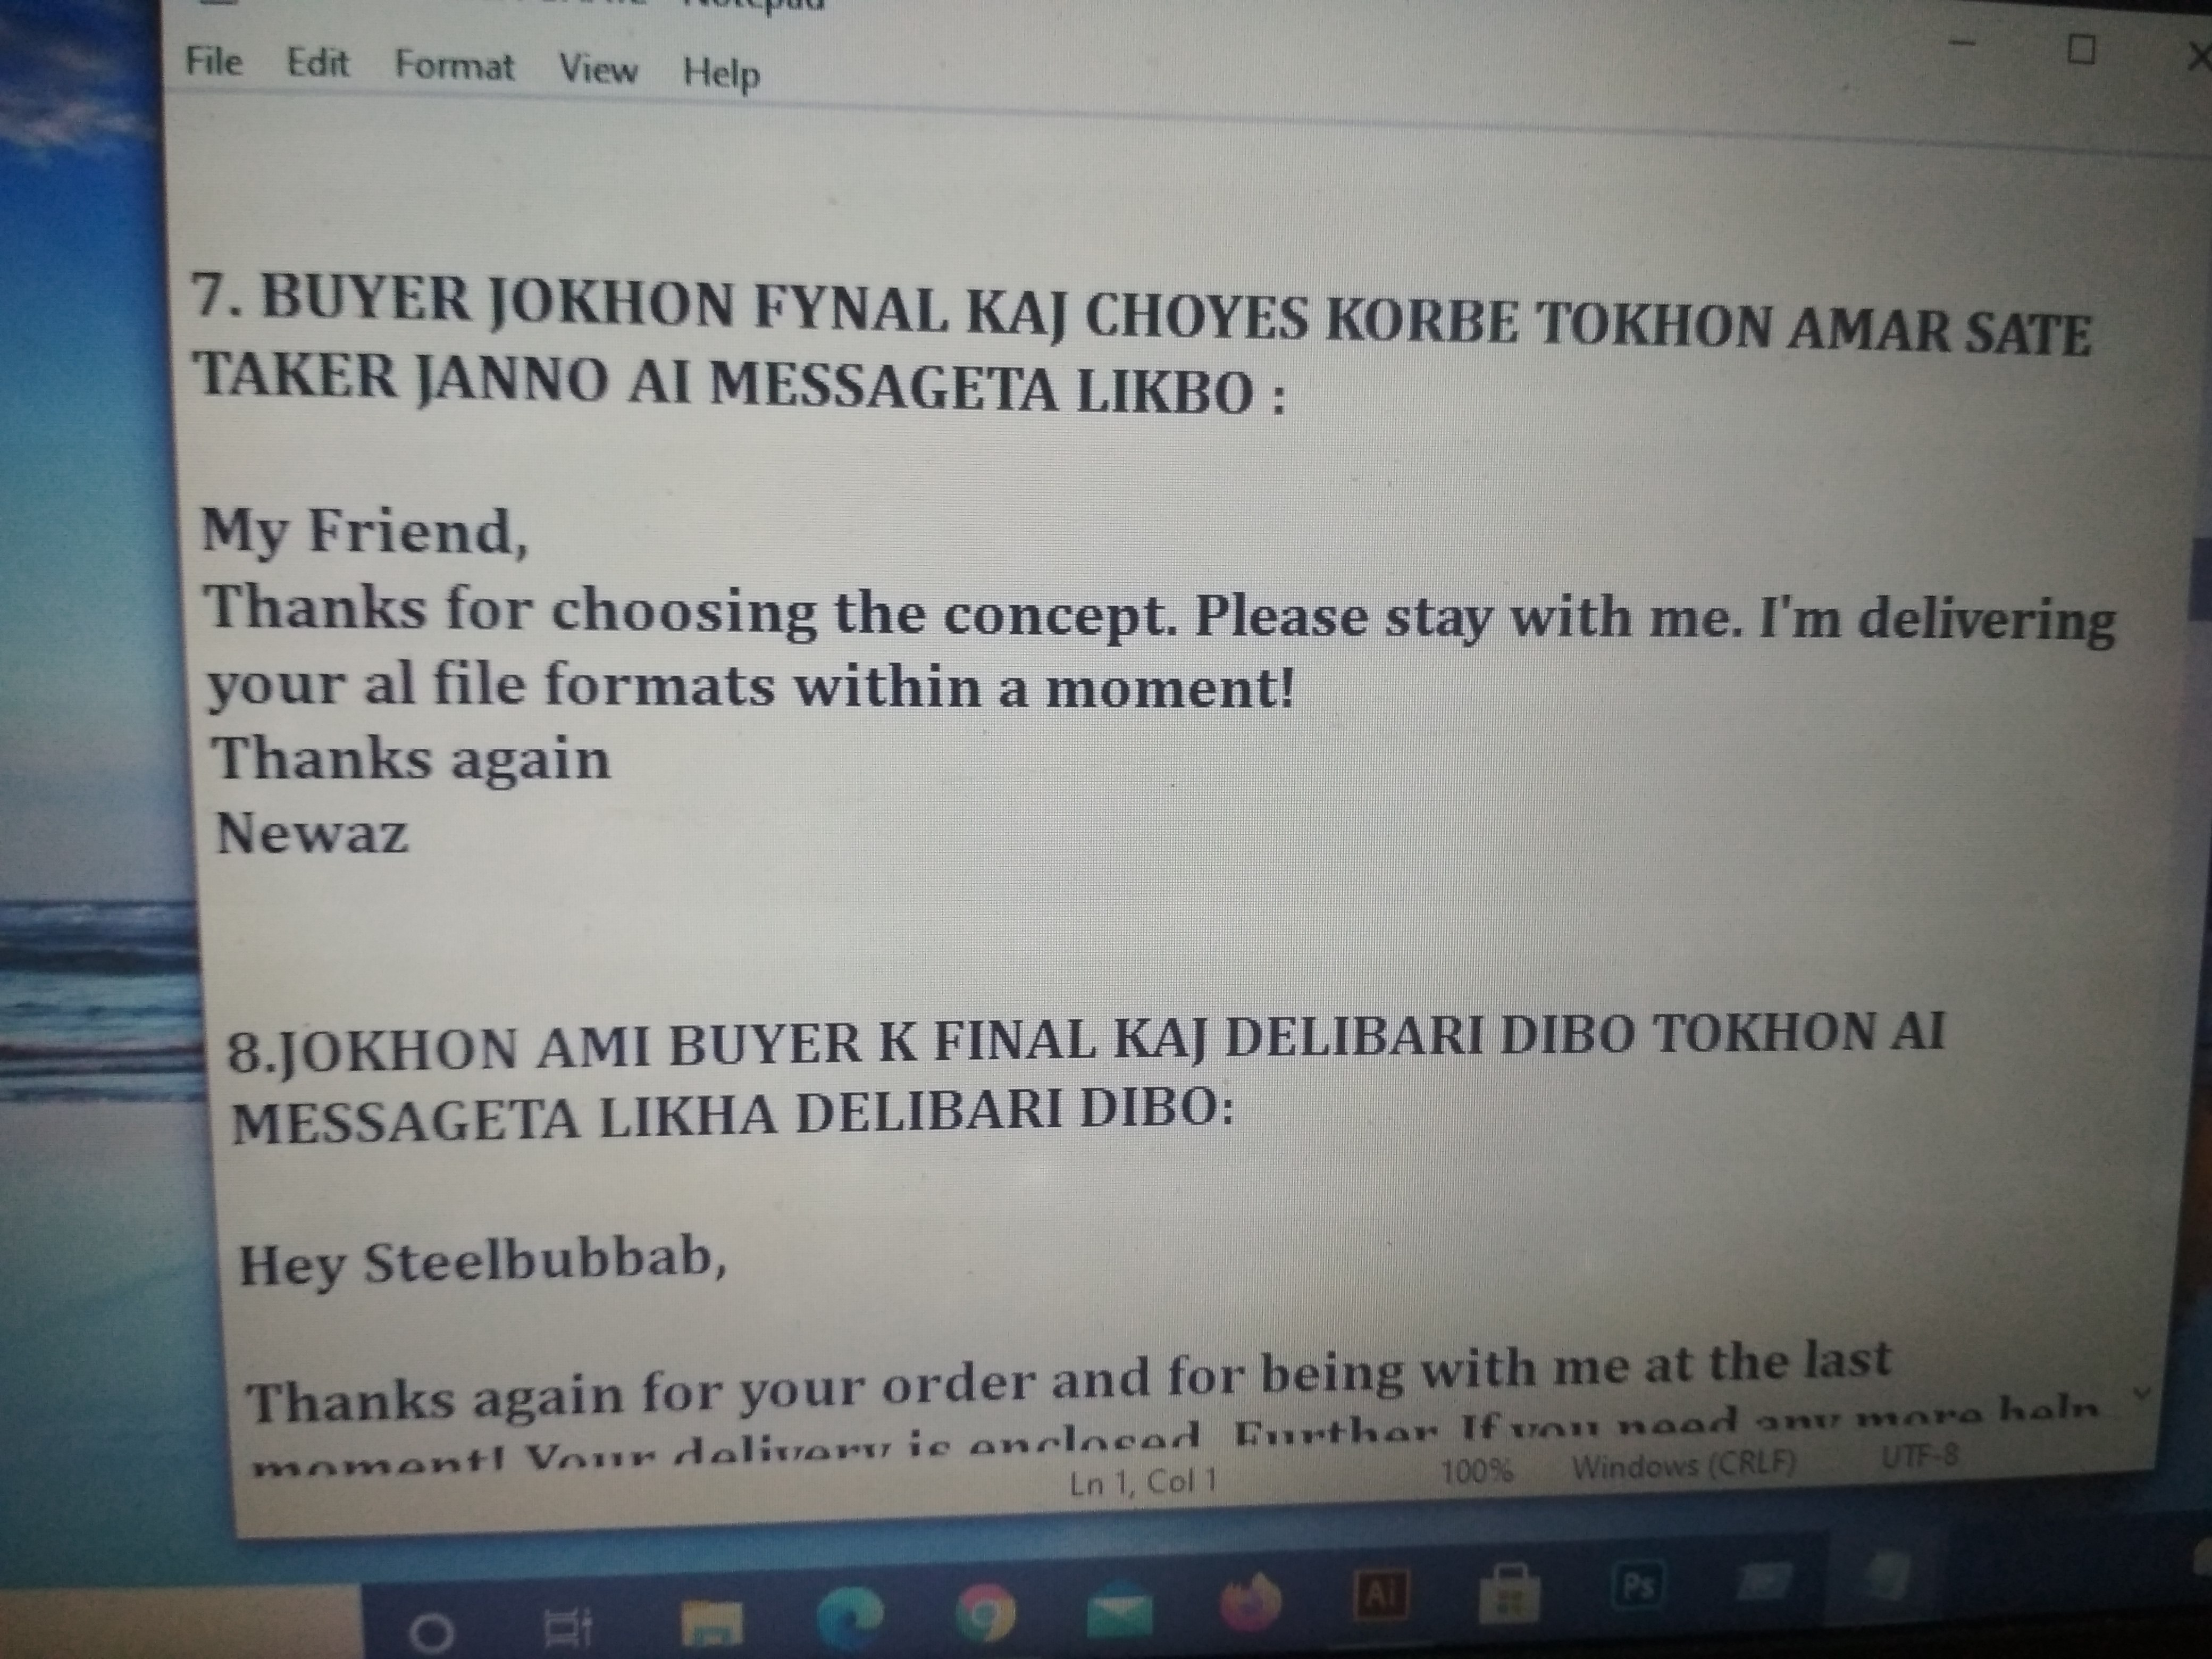 Notepad
File Edit Format View Help
7. BUYER JOKHON FYNAL KAJ CHOYES KORBE TOKHON AMAR SATE
TAKER JANNO AI MESSAGETA LIKBO :
My Friend,
Thanks for choosing the concept. Please stay with me. I'm delivering
your al file formats within a moment!
Thanks again
Newaz
8.JOKHON AMI BUYER K FINAL KAJ DELIBARI DIBO TOKHON AI
MESSAGETA LIKHA DELIBARI DIBO:
Hey Steelbubbab,
Thanks again for your order and for being with me at the last
moment! Your delivery is enclosed Further If you need any more help
Ln 1, Col 1 100% Windows (CRLF) UTF-8
Ai Ps